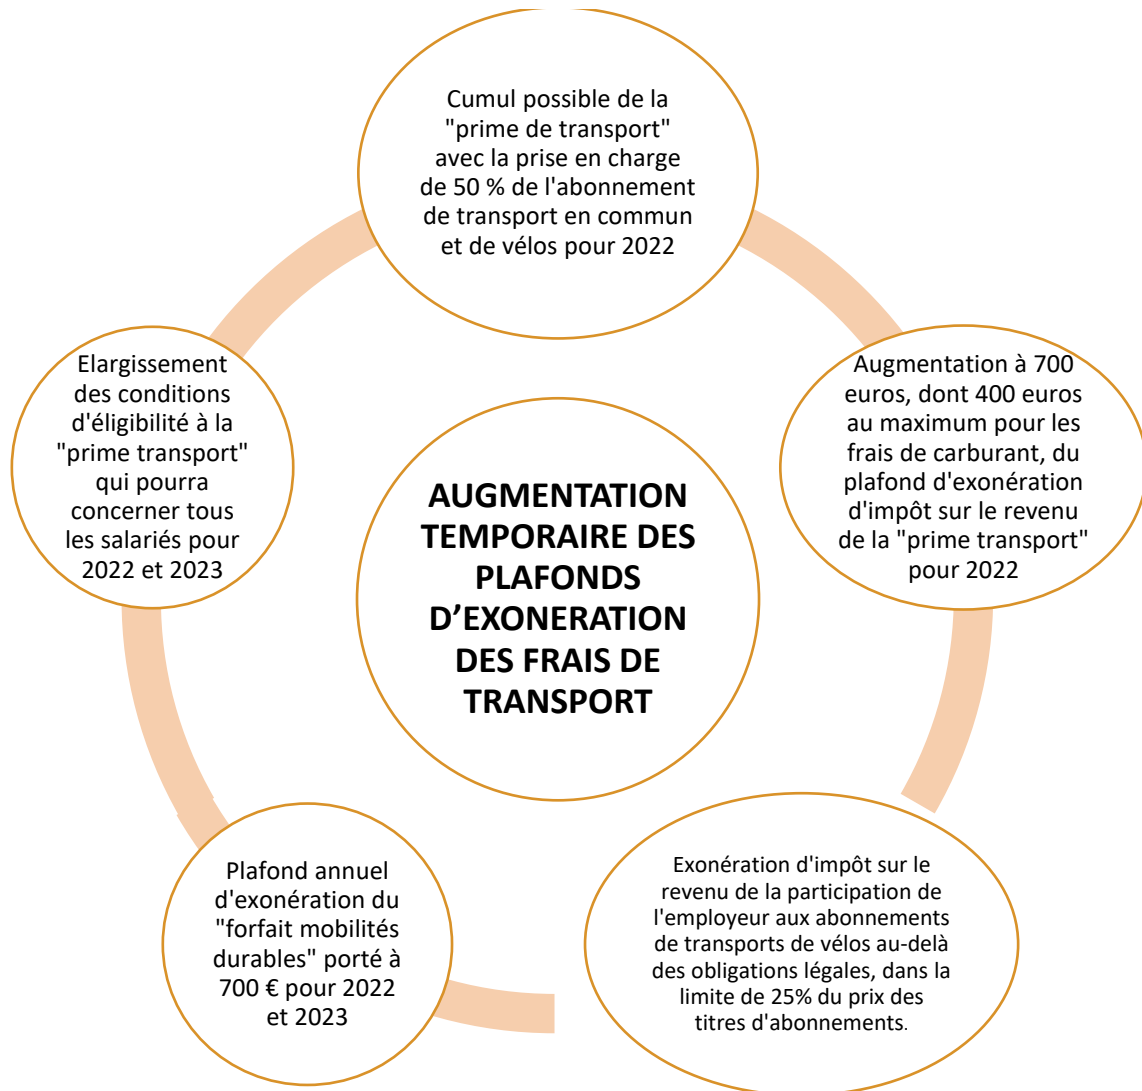 Cumul possible de la
"prime de transport"
avec la prise en charge
de 50 % de l'abonnement
de transport en commun
et de vélos pour 2022
Augmentation à 700
euros, dont 400 euros
au maximum pour les
frais de carburant, du
plafond d'exonération
d'impôt sur le revenu
de la "prime transport"
pour 2022
Exonération d'impôt sur le
revenu de la participation de
l'employeur aux abonnements
de transports de vélos au-delà
des obligations légales, dans la
limite de 25% du prix des
titres d'abonnements.
Plafond annuel
d'exonération du
"forfait mobilités
durables" porté à
700 € pour 2022
et 2023
Elargissement
des conditions
d'éligibilité à la
"prime transport"
qui pourra
concerner tous
les salariés pour
2022 et 2023
AUGMENTATION
TEMPORAIRE DES
PLAFONDS
D’EXONERATION
DES FRAIS DE
TRANSPORT